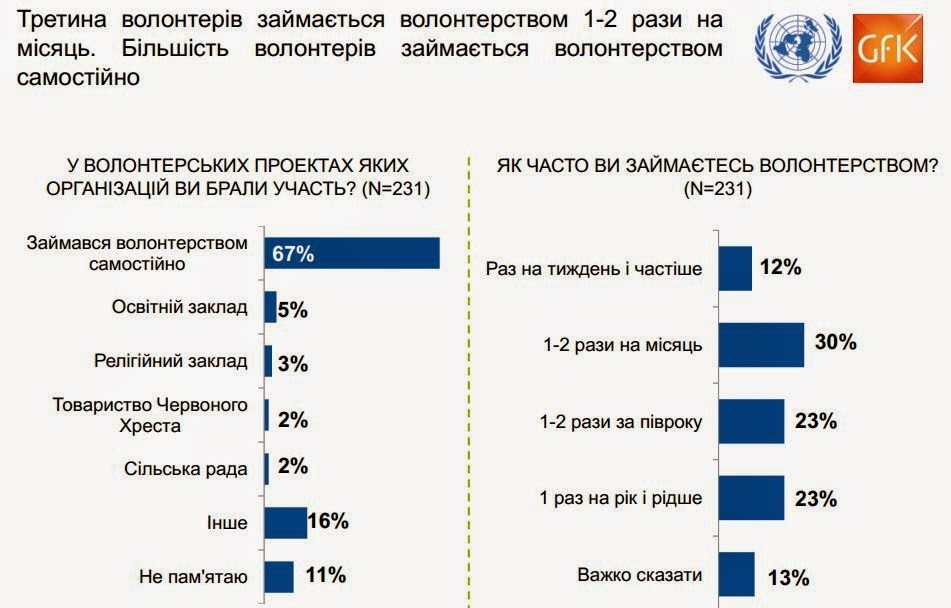 Третина волонтерів займається волонтерством 1-2 рази на
місяць. Більшість волонтерів займається волонтерством
самостійно
GfK
У ВОЛОНТЕРСЬКИХ ПРОЕКТАХ ЯКИХ
ОРГАНІЗАЦІЙ ВИ БРАЛИ УЧАСТЬ? (N=231)
Займався волонтерством
самостійно
67%
Освітній заклад
5%
Релігійний заклад
3%
Товариство Червоного
Хреста
2%
Сільська рада
2%
Інше
16%
Не пам'ятаю
11%
ЯК ЧАСТО ВИ ЗАЙМАЄТЕСЬ ВОЛОНТЕРСТВОМ?
(N=231)
Раз на тиждень і частіше
12%
1-2 рази на місяць
30%
1-2 рази за півроку
23%
1 раз на рік і рідше
23%
Важко сказати
13%